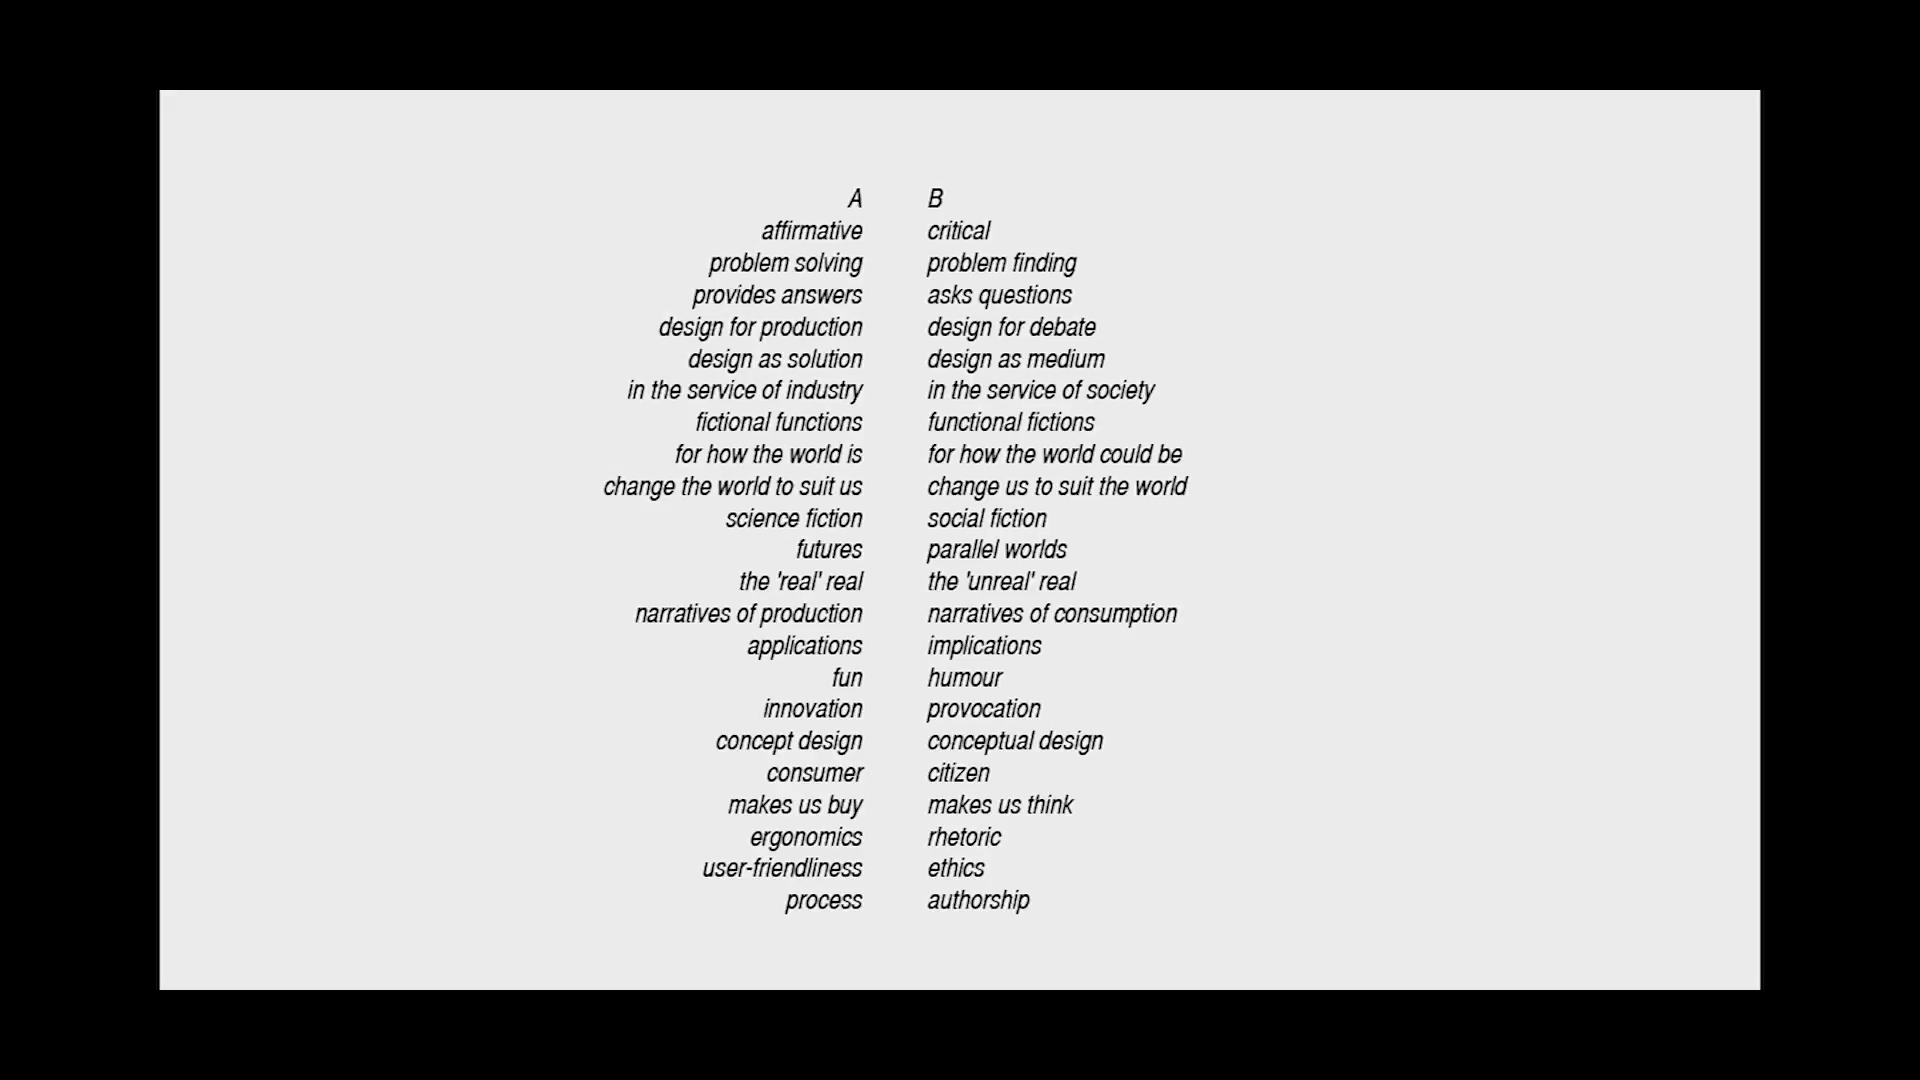 A B
affirmative critical
problem solving problem finding
provides answers asks questions
design for production design for debate
design as solution design as medium
in the service of industry in the service of society
fictional functions functional fictions
for how the world is for how the world could be
change the world to suit us change us to suit the world
science fiction social fiction
futures parallel worlds
the 'real' real the 'unreal' real
narratives of production narratives of consumption
applications implications
fun humour
innovation provocation
concept design conceptual design
consumer citizen
makes us buy makes us think
ergonomics rhetoric
user-friendliness ethics
process authorship